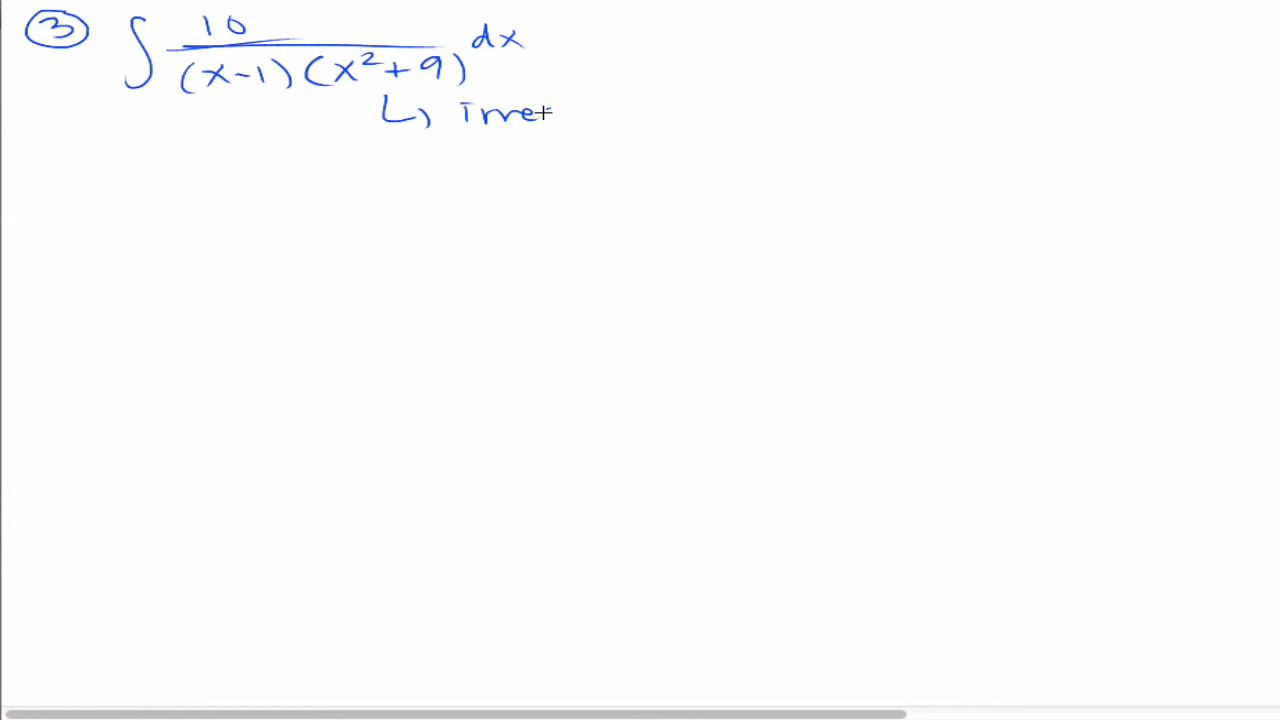 ③ ∫ 10 / (x-1)(x²+9) dx
↳ irre